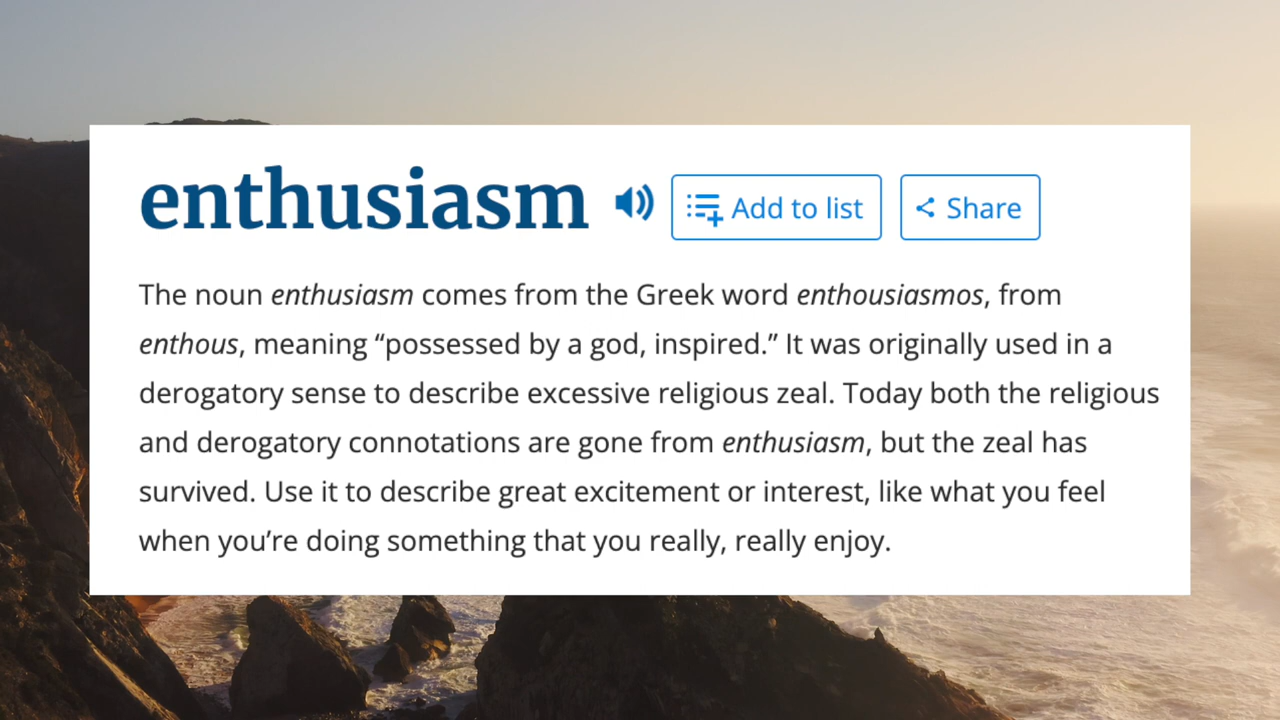 enthusiasm Add to list Share
The noun enthusiasm comes from the Greek word enthousiasmos, from
enthous, meaning “possessed by a god, inspired.” It was originally used in a
derogatory sense to describe excessive religious zeal. Today both the religious
and derogatory connotations are gone from enthusiasm, but the zeal has
survived. Use it to describe great excitement or interest, like what you feel
when you’re doing something that you really, really enjoy.